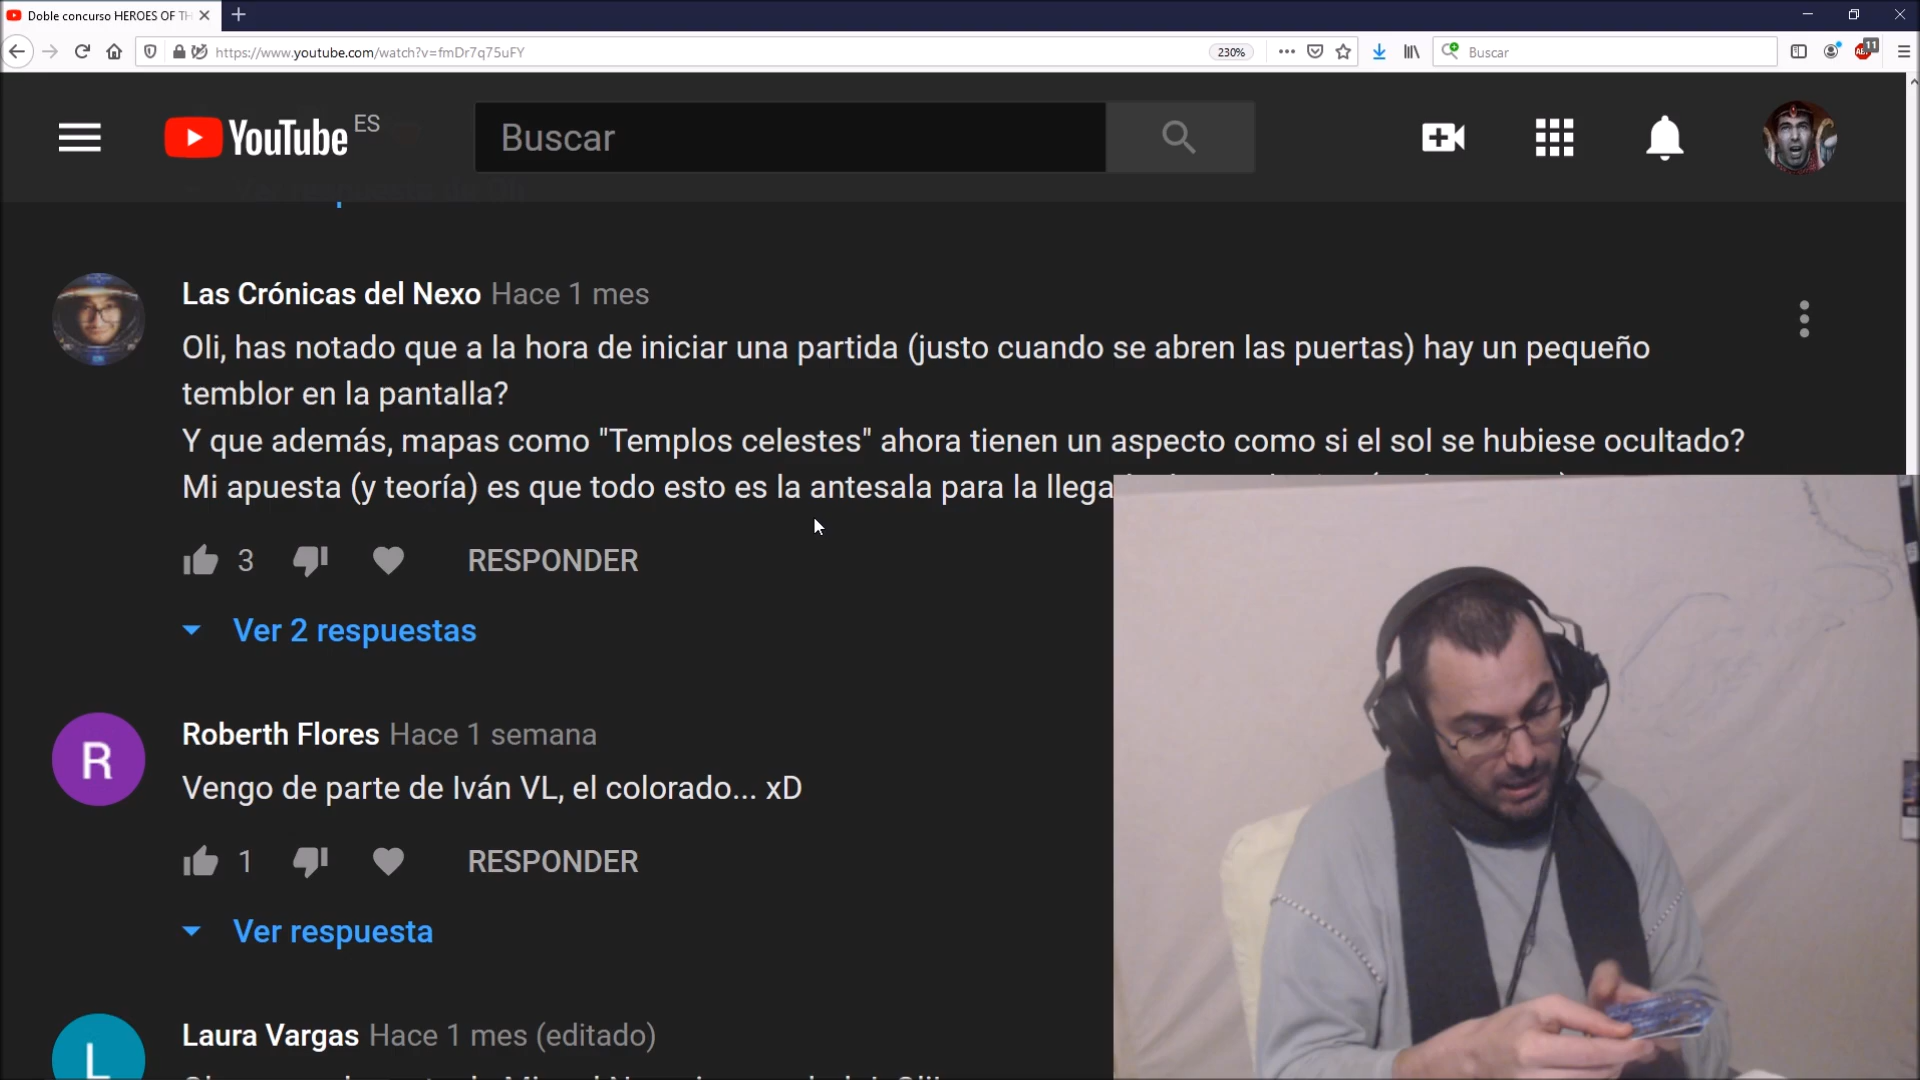 Doble concurso HEROES OF TH
https://www.youtube.com/watch?v=fmDr7q75uFY
230%
Buscar
11
YouTube ES
Buscar
Las Crónicas del Nexo Hace 1 mes
Oli, has notado que a la hora de iniciar una partida (justo cuando se abren las puertas) hay un pequeño
temblor en la pantalla?
Y que además, mapas como "Templos celestes" ahora tienen un aspecto como si el sol se hubiese ocultado?
Mi apuesta (y teoría) es que todo esto es la antesala para la llega
3 RESPONDER
Ver 2 respuestas
R
Roberth Flores Hace 1 semana
Vengo de parte de Iván VL, el colorado... xD
1 RESPONDER
Ver respuesta
L
Laura Vargas Hace 1 mes (editado)